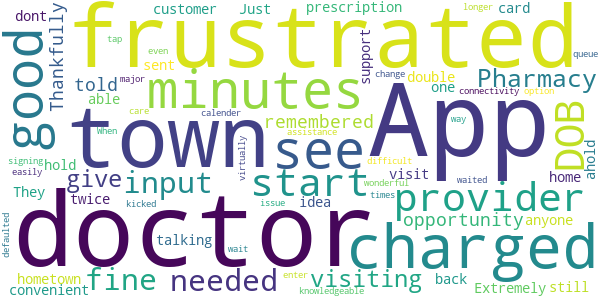 dont
customer Just prescription longer card
frustrated
tap even
sent
Thankfully
good
told
minutes
support
change
double
queue
Pharmacy
able
major
one
connectivity option
When
care
calender
remembered
assistance
App
DOB
ahold
way
town
see
virtually
signing
easily
hold
difficult
They
twice
give
input
start
visit
waited
home
wonderful
kicked
issue
idea
times
provider
doctor
opportunity
anyone
defaulted
talking
wait
charged
hometown
convenient
fine
needed
visiting
enter
knowledgeable
back
Extremely
still